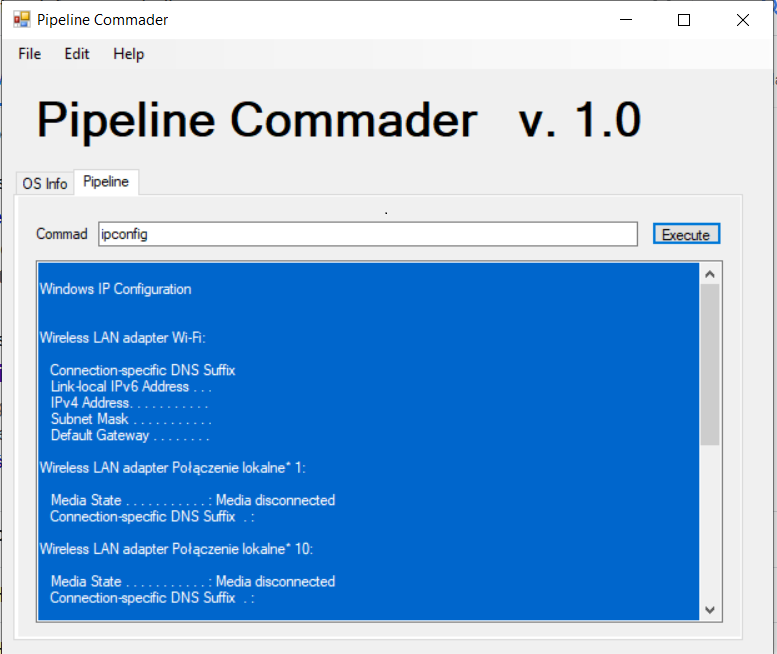 Pipeline Commader
File Edit Help
Pipeline Commader v. 1.0
OS Info Pipeline
.
Commad ipconfig Execute
Windows IP Configuration
Wireless LAN adapter Wi-Fi:
Connection-specific DNS Suffix
Link-local IPv6 Address . . .
IPv4 Address. . . . . . . . . . .
Subnet Mask . . . . . . . . . . .
Default Gateway . . . . . . . .
Wireless LAN adapter Połączenie lokalne* 1:
Media State . . . . . . . . . . . : Media disconnected
Connection-specific DNS Suffix . :
Wireless LAN adapter Połączenie lokalne* 10:
Media State . . . . . . . . . . . : Media disconnected
Connection-specific DNS Suffix . :